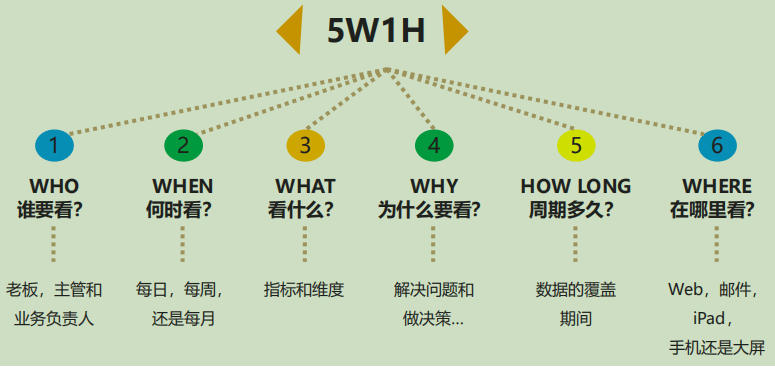 5W1H
1
WHO
谁要看?
老板，主管和
业务负责人
2
WHEN
何时看?
每日，每周，
还是每月
3
WHAT
看什么?
指标和维度
4
WHY
为什么要看?
解决问题和
做决策...
5
HOW LONG
周期多久?
数据的覆盖
期间
6
WHERE
在哪里看?
Web，邮件，
iPad，
手机还是大屏